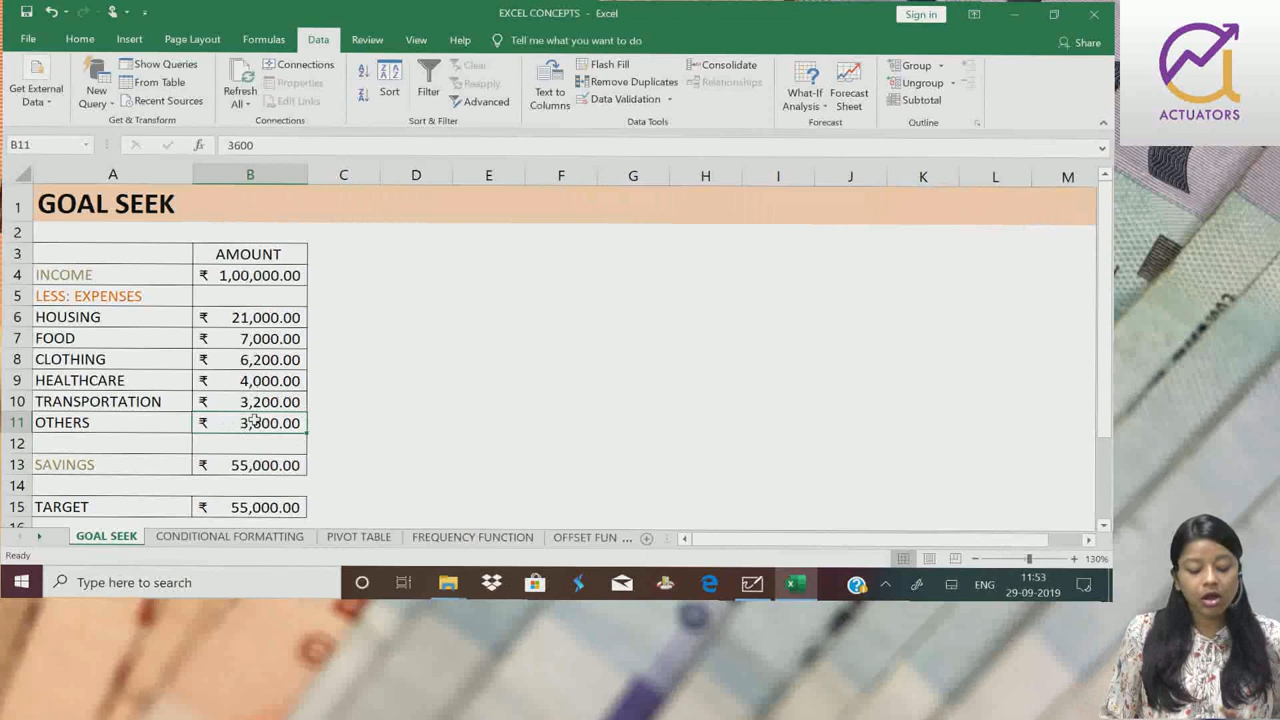 EXCEL CONCEPTS - Excel
Sign in
File Home Insert Page Layout Formulas Data Review View Help Tell me what you want to do Share
Get External Data
New Query
Show Queries
From Table
Recent Sources
Get & Transform
Refresh All
Connections
Properties
Edit Links
Connections
Sort
Filter
Clear
Reapply
Advanced
Sort & Filter
Text to Columns
Flash Fill
Remove Duplicates
Data Validation
Consolidate
Relationships
Data Tools
What-If Analysis
Forecast Sheet
Forecast
Group
Ungroup
Subtotal
Outline
ACTUATORS
B11 fx 3600
A B C D E F G H I J K L M
1 GOAL SEEK
2
3 AMOUNT
4 INCOME ₹ 1,00,000.00
5 LESS: EXPENSES
6 HOUSING ₹ 21,000.00
7 FOOD ₹ 7,000.00
8 CLOTHING ₹ 6,200.00
9 HEALTHCARE ₹ 4,000.00
10 TRANSPORTATION ₹ 3,200.00
11 OTHERS ₹
12
13 SAVINGS ₹ 55,000.00
14
15 TARGET ₹ 55,000.00
16
GOAL SEEK CONDITIONAL FORMATTING PIVOT TABLE FREQUENCY FUNCTION OFFSET FUN ...
Ready 130%
Type here to search
ENG
11:53
29-09-2019